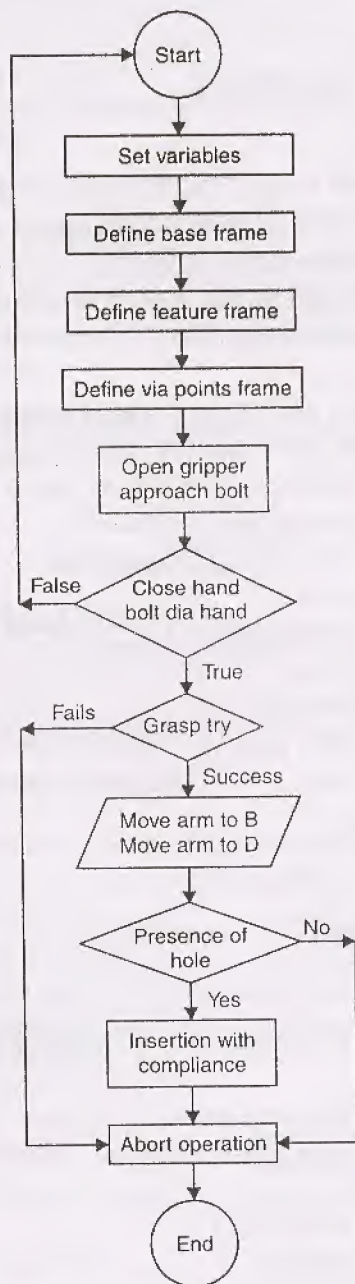 Start
Set variables
Define base frame
Define feature frame
Define via points frame
Open gripper
approach bolt
False
Close hand
bolt dia hand
True
Fails
Grasp try
Success
Move arm to B
Move arm to D
Presence of
hole
No
Yes
Insertion with
compliance
Abort operation
End